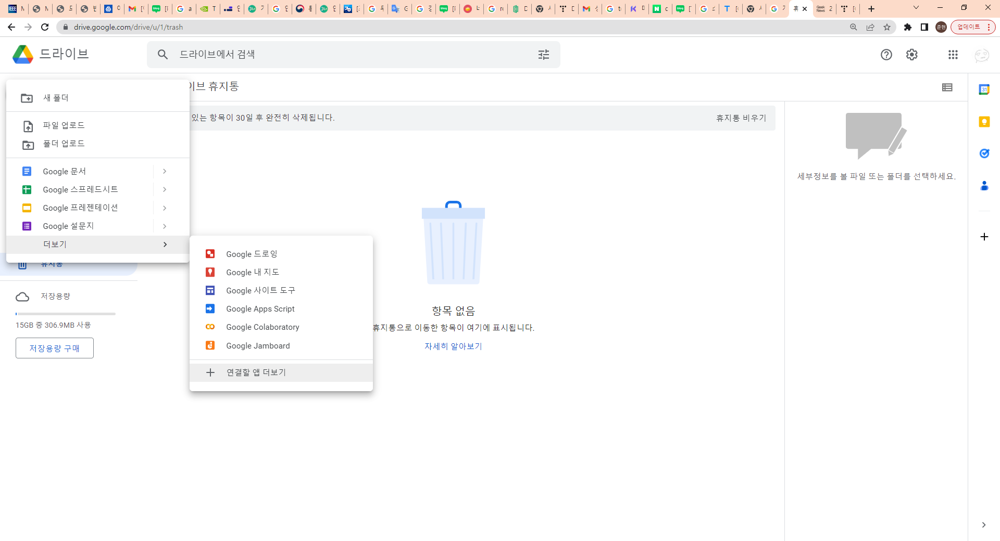 업데이트
drive.google.com/drive/u/1/trash
준현
드라이브
드라이브에서 검색
이브 휴지통
있는 항목이 30일 후 완전히 삭제됩니다.
휴지통 비우기
새 폴더
파일 업로드
폴더 업로드
Google 문서
Google 스프레드시트
Google 프레젠테이션
Google 설문지
더보기
휴지통
저장용량
15GB 중 306.9MB 사용
저장용량 구매
Google 드로잉
Google 내 지도
Google 사이트 도구
Google Apps Script
Google Colaboratory
Google Jamboard
연결할 앱 더보기
항목 없음
휴지통으로 이동한 항목이 여기에 표시됩니다.
자세히 알아보기
세부정보를 볼 파일 또는 폴더를 선택하세요.
31